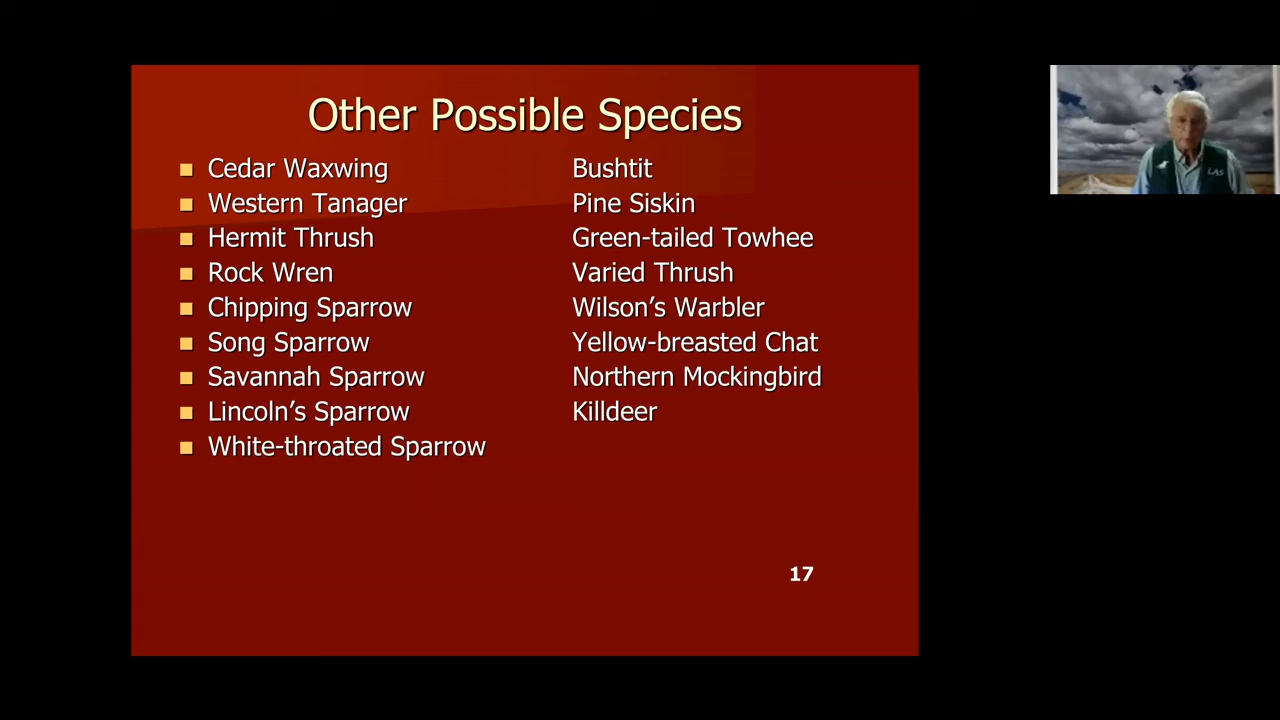 Other Possible Species
Cedar Waxwing
Western Tanager
Hermit Thrush
Rock Wren
Chipping Sparrow
Song Sparrow
Savannah Sparrow
Lincoln’s Sparrow
White-throated Sparrow
Bushtit
Pine Siskin
Green-tailed Towhee
Varied Thrush
Wilson’s Warbler
Yellow-breasted Chat
Northern Mockingbird
Killdeer
17
LAS